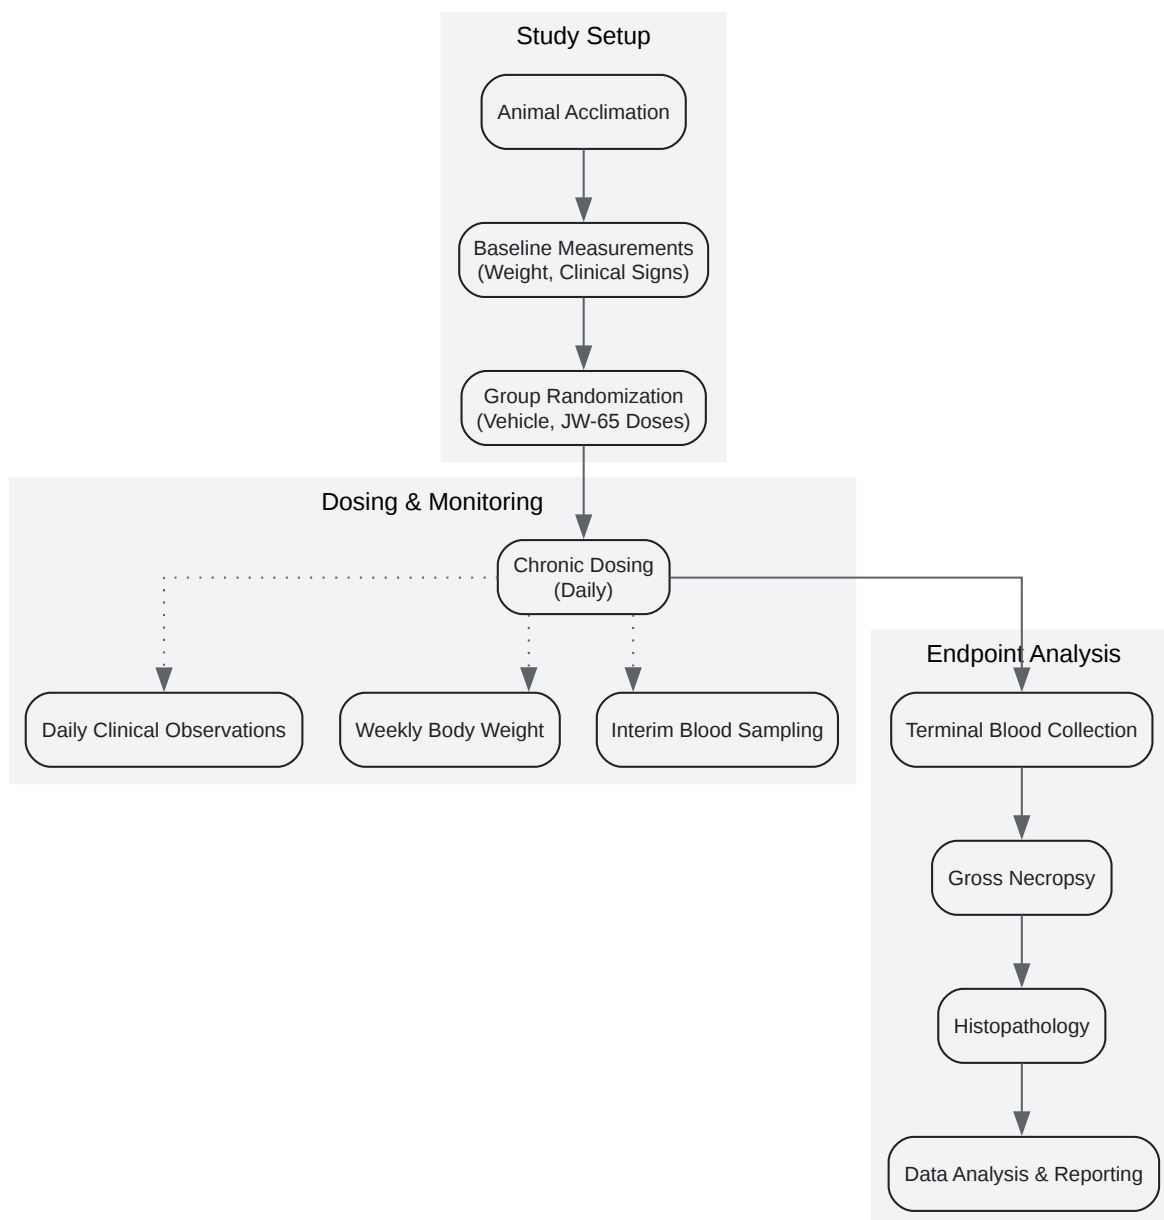 Study Setup
Animal Acclimation
Baseline Measurements
(Weight, Clinical Signs)
Group Randomization
(Vehicle, JW-65 Doses)
Dosing & Monitoring
Chronic Dosing
(Daily)
Daily Clinical Observations
Weekly Body Weight
Interim Blood Sampling
Endpoint Analysis
Terminal Blood Collection
Gross Necropsy
Histopathology
Data Analysis & Reporting